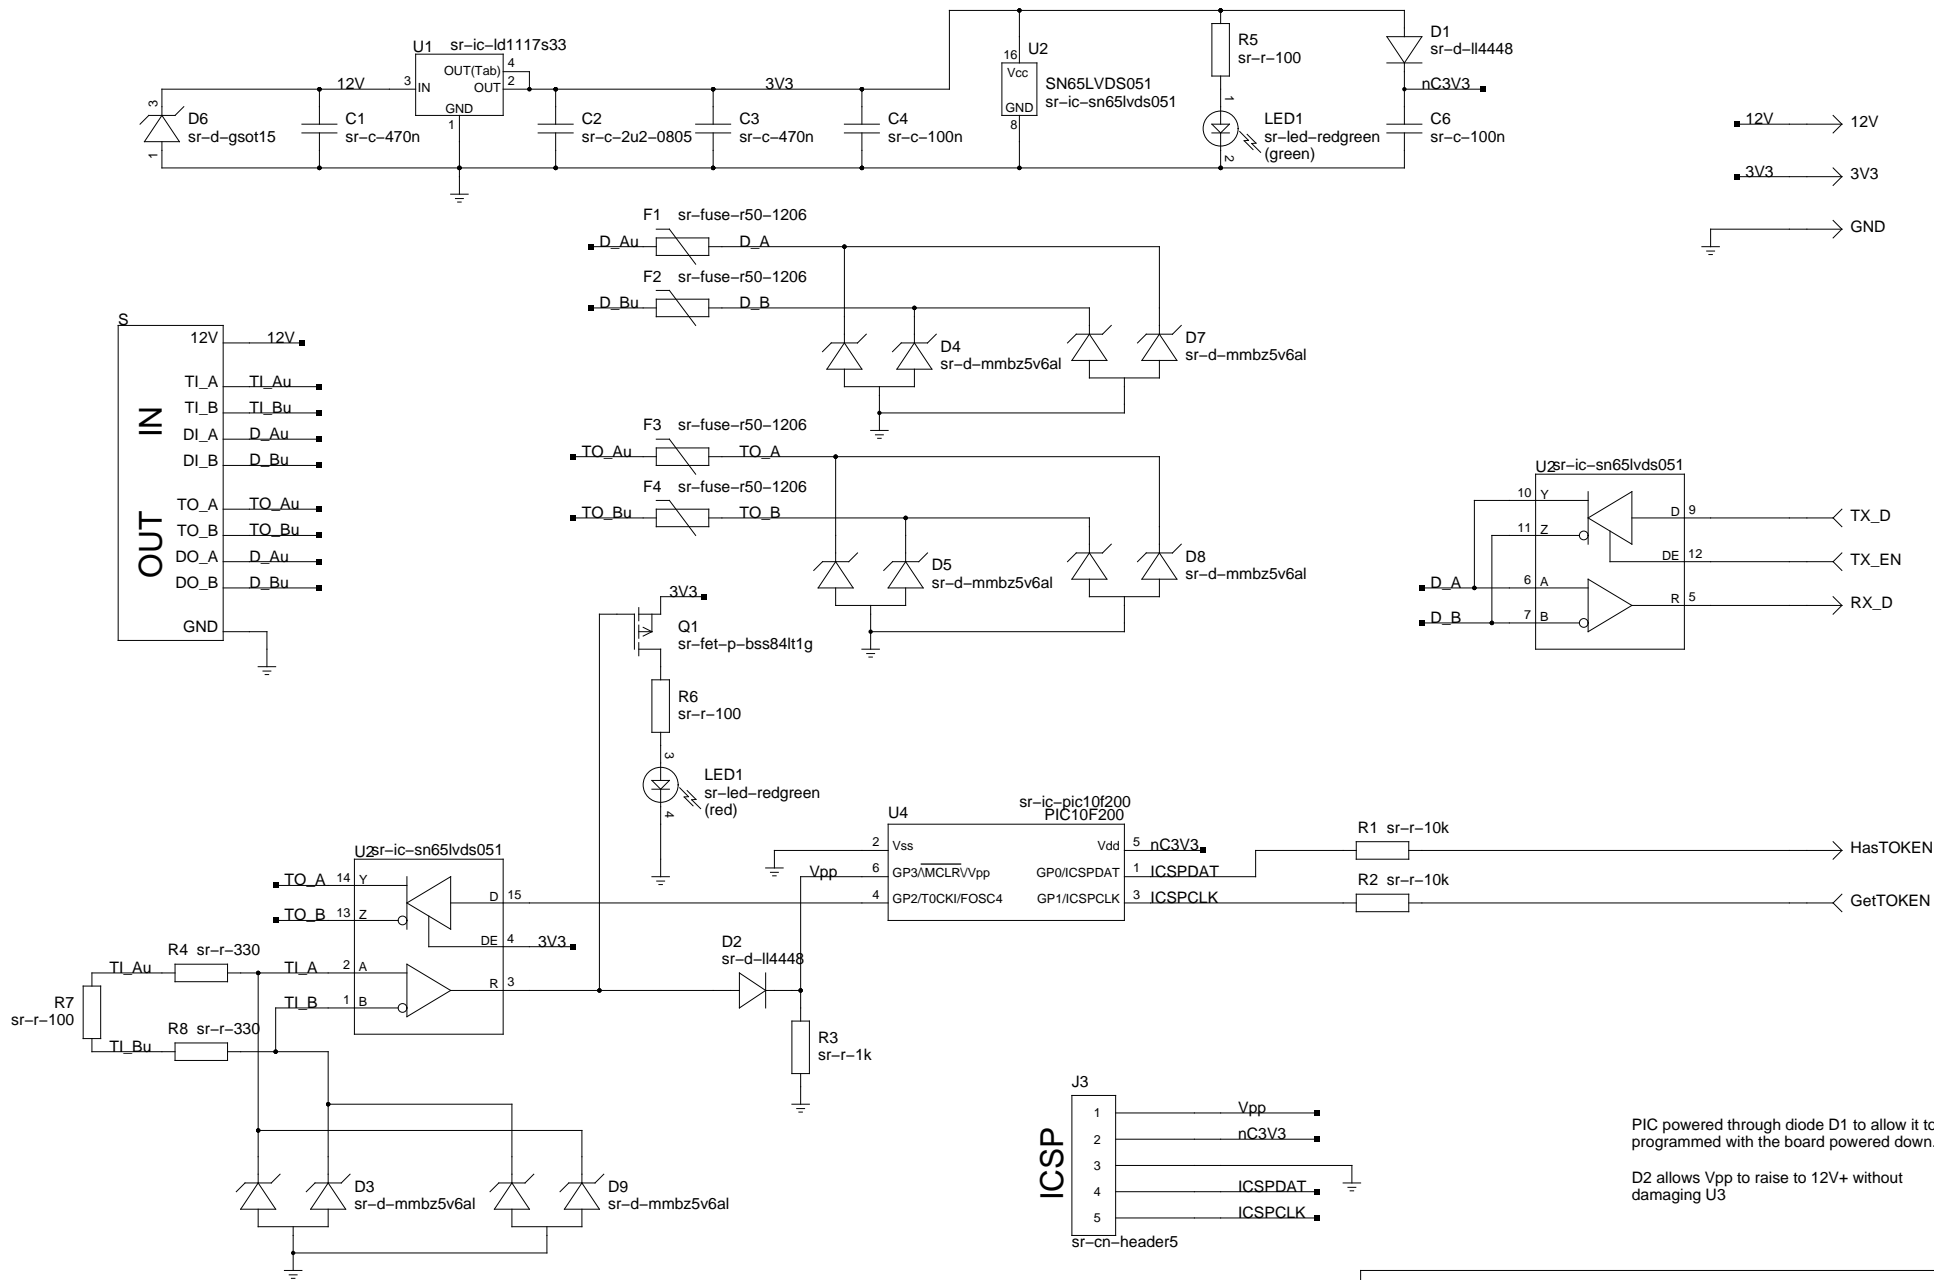 U1 sr-ic-ld1117s33
OUT(Tab) 4
3 IN OUT 2
GND
1
12V
3V3
3
D6
sr-d-gsot15
1
C1
sr-c-470n
C2
sr-c-2u2-0805
C3
sr-c-470n
C4
sr-c-100n
16 U2
Vcc
GND
8
SN65LVDS051
sr-ic-sn65lvds051
R5
sr-r-100
1
LED1
sr-led-redgreen
(green)
2
D1
sr-d-ll4448
nC3V3
C6
sr-c-100n
12V 12V
3V3 3V3
GND
F1 sr-fuse-r50-1206
D_Au D_A
F2 sr-fuse-r50-1206
D_Bu D_B
D4
sr-d-mmbz5v6al
D7
sr-d-mmbz5v6al
F3 sr-fuse-r50-1206
TO_Au TO_A
F4 sr-fuse-r50-1206
TO_Bu TO_B
D5
sr-d-mmbz5v6al
D8
sr-d-mmbz5v6al
S
12V 12V
IN
TI_A TI_Au
TI_B TI_Bu
DI_A D_Au
DI_B D_Bu
OUT
TO_A TO_Au
TO_B TO_Bu
DO_A D_Au
DO_B D_Bu
GND
3V3
Q1
sr-fet-p-bss84lt1g
R6
sr-r-100
3
LED1
sr-led-redgreen
(red)
4
U2 sr-ic-sn65lvds051
10 Y
11 Z
D 9 TX_D
DE 12 TX_EN
D_A 6 A
R 5 RX_D
D_B 7 B
U4
sr-ic-pic10f200
PIC10F200
2 Vss
Vpp 6 GP3/\MCLR\/Vpp
4 GP2/T0CKI/FOSC4
Vdd 5 nC3V3
GP0/ICSPDAT 1 ICSPDAT
GP1/ICSPCLK 3 ICSPCLK
R1 sr-r-10k
HasTOKEN
R2 sr-r-10k
GetTOKEN
U2 sr-ic-sn65lvds051
TO_A 14 Y
D 15
TO_B 13 Z
DE 4 3V3
TI_A 2 A
R 3
TI_B 1 B
TI_Au R4 sr-r-330
R7
sr-r-100
TI_Bu R8 sr-r-330
D2
sr-d-ll4448
R3
sr-r-1k
D3
sr-d-mmbz5v6al
D9
sr-d-mmbz5v6al
J3
ICSP
1 Vpp
2 nC3V3
3
4 ICSPDAT
5 ICSPCLK
sr-cn-header5
PIC powered through diode D1 to allow it to
programmed with the board powered down.
D2 allows Vpp to raise to 12V+ without
damaging U3